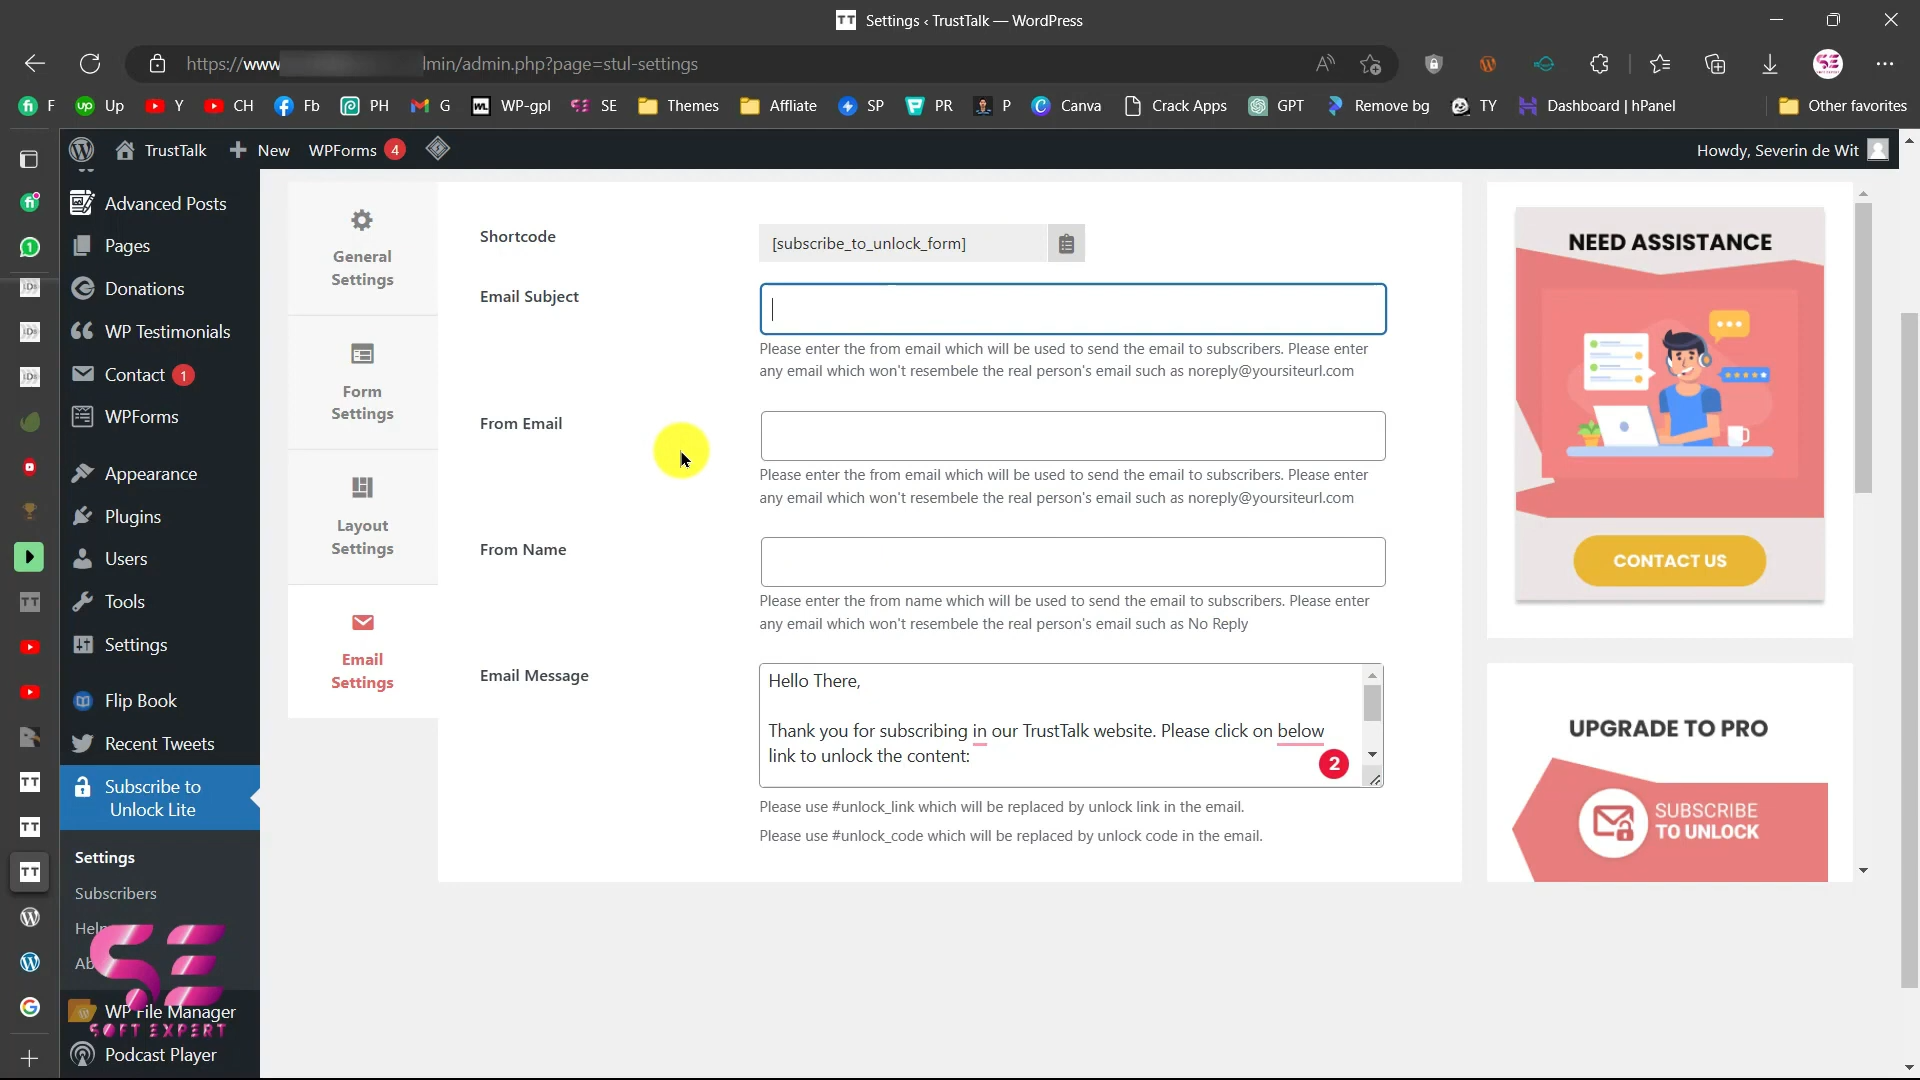 TT Settings ‹ TrustTalk — WordPress
https://www lmin/admin.php?page=stul-settings
F Up Y CH Fb PH G WP-gpl SE Themes Affliate SP PR P Canva Crack Apps GPT Remove bg TY Dashboard | hPanel Other favorites
TrustTalk New WPForms 4 Howdy, Severin de Wit
Advanced Posts
Pages
Donations
WP Testimonials
Contact 1
WPForms
Appearance
Plugins
Users
Tools
Settings
Flip Book
Recent Tweets
Subscribe to
Unlock Lite
Settings
Subscribers
Help
Ab
WP File Manager
SOFT EXPERT
Podcast Player
General
Settings
Form
Settings
Layout
Settings
Email
Settings
Shortcode
[subscribe_to_unlock_form]
Email Subject
Please enter the from email which will be used to send the email to subscribers. Please enter
any email which won't resembele the real person's email such as noreply@yoursiteurl.com
From Email
Please enter the from email which will be used to send the email to subscribers. Please enter
any email which won't resembele the real person's email such as noreply@yoursiteurl.com
From Name
Please enter the from name which will be used to send the email to subscribers. Please enter
any email which won't resembele the real person's email such as No Reply
Email Message
Hello There,
Thank you for subscribing in our TrustTalk website. Please click on below
link to unlock the content:
2
Please use #unlock_link which will be replaced by unlock link in the email.
Please use #unlock_code which will be replaced by unlock code in the email.
NEED ASSISTANCE
CONTACT US
UPGRADE TO PRO
SUBSCRIBE
TO UNLOCK